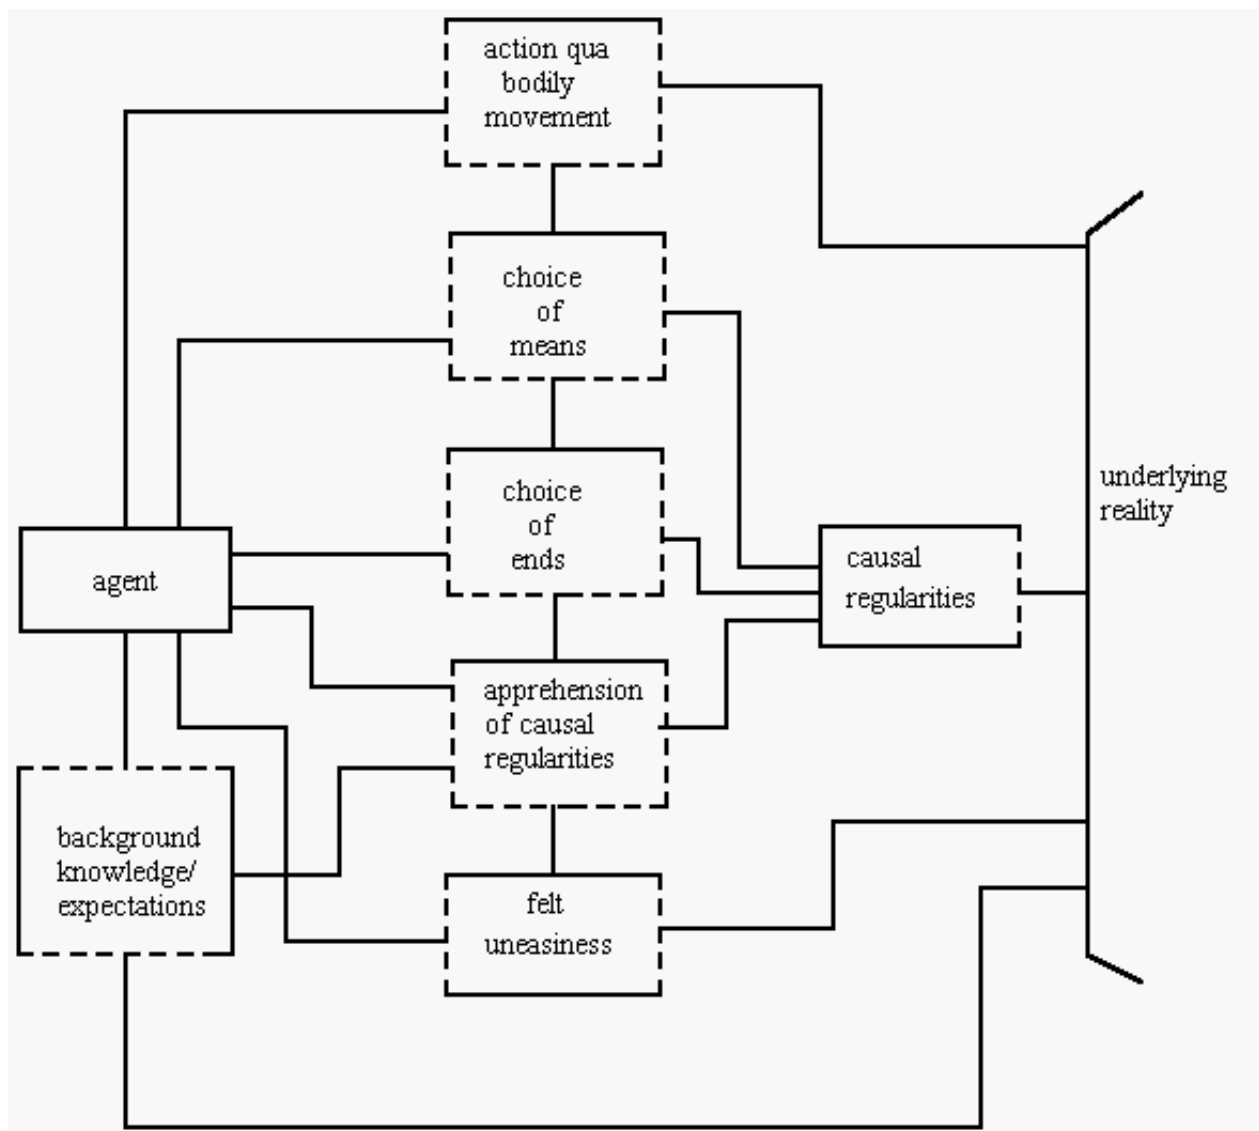 action qua
bodily
movement
choice
of
means
choice
of
ends
underlying
reality
causal
regularities
agent
apprehension
of causal
regularities
background
knowledge/
expectations
felt
uneasiness